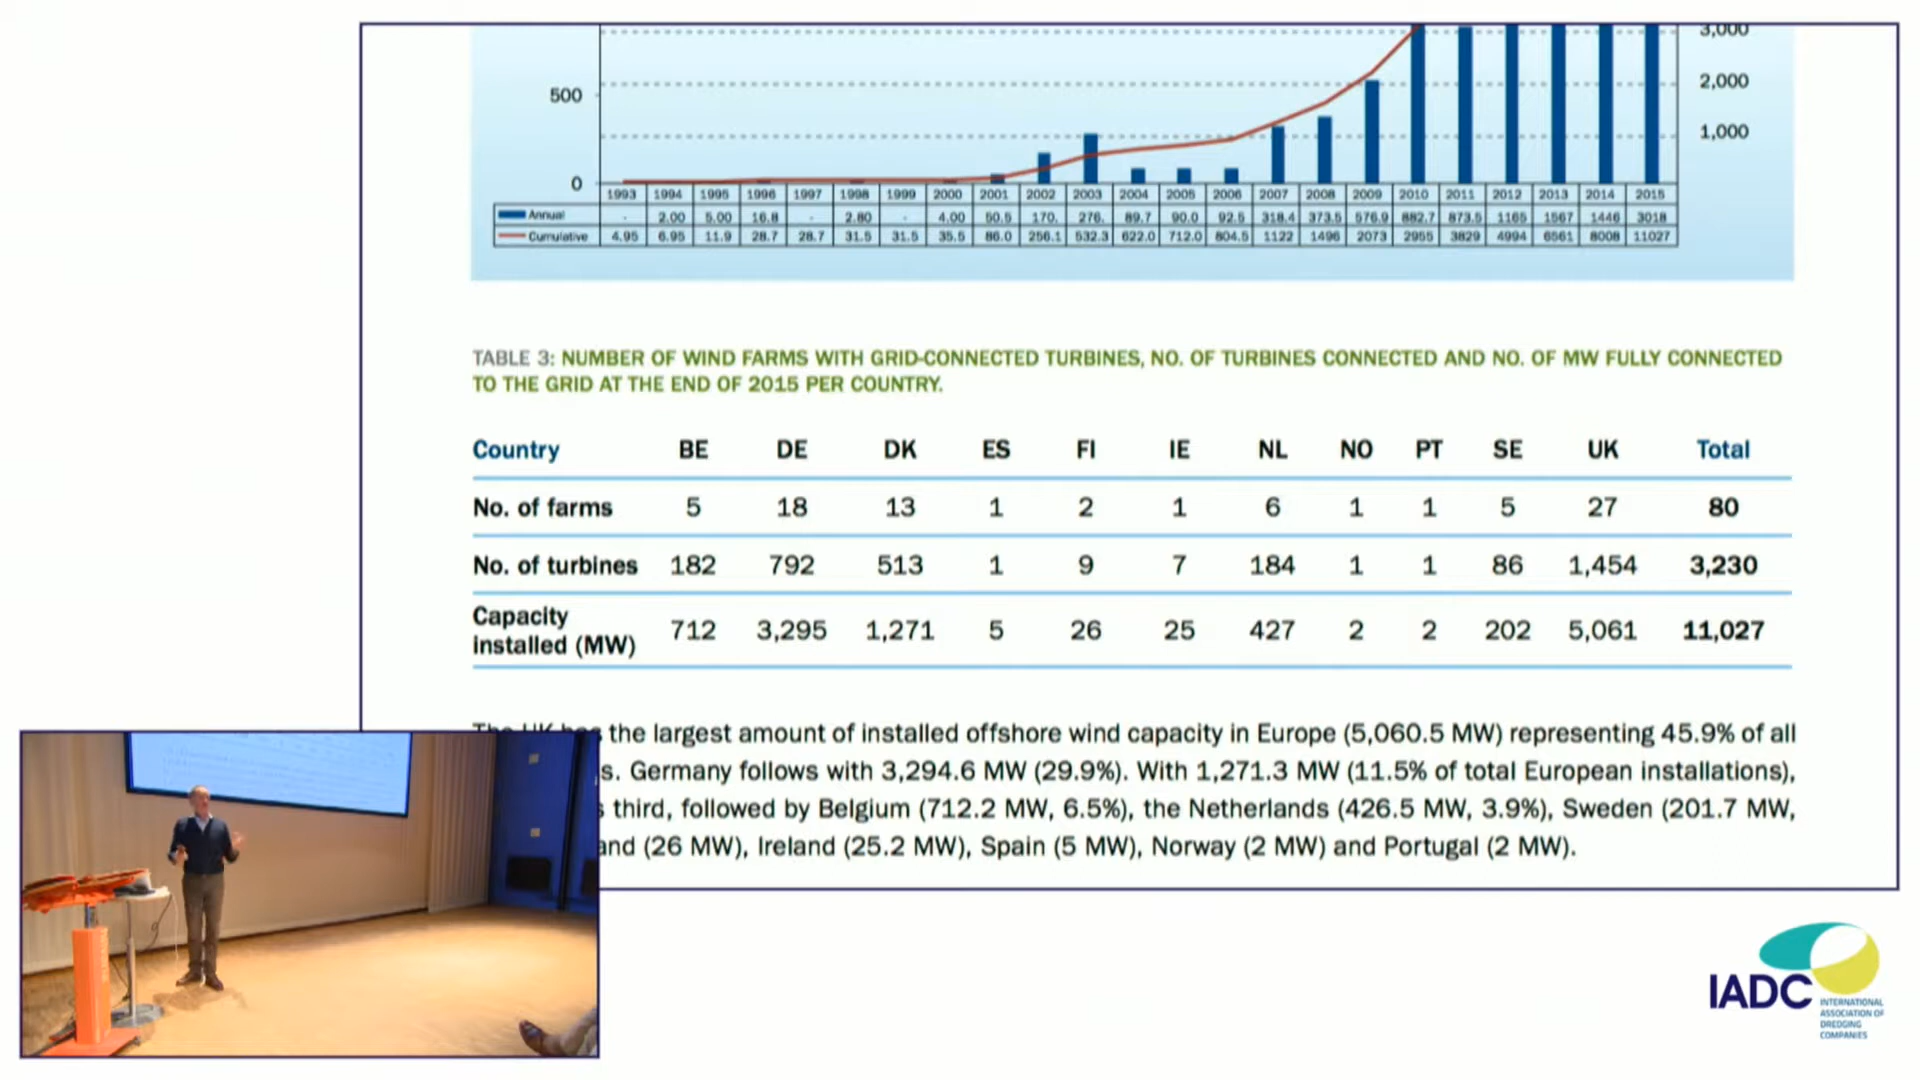 3,000
2,000
500
1,000
0
1993 1994 1995 1996 1997 1998 1999 2000 2001 2002 2003 2004 2005 2006 2007 2008 2009 2010 2011 2012 2013 2014 2015
Annual - 2.00 5.00 16.8 - 2.80 - 4.00 50.5 170. 276. 89.7 90.0 92.5 318.4 373.5 576.9 882.7 873.5 1165 1567 1446 3018
Cumulative 4.95 6.95 11.9 28.7 28.7 31.5 31.5 35.5 86.0 256.1 532.3 622.0 712.0 804.5 1122 1496 2073 2955 3829 4994 6561 8008 11027
TABLE 3: NUMBER OF WIND FARMS WITH GRID-CONNECTED TURBINES, NO. OF TURBINES CONNECTED AND NO. OF MW FULLY CONNECTED
TO THE GRID AT THE END OF 2015 PER COUNTRY.
Country BE DE DK ES FI IE NL NO PT SE UK Total
No. of farms 5 18 13 1 2 1 6 1 1 5 27 80
No. of turbines 182 792 513 1 9 7 184 1 1 86 1,454 3,230
Capacity
installed (MW) 712 3,295 1,271 5 26 25 427 2 2 202 5,061 11,027
The UK has the largest amount of installed offshore wind capacity in Europe (5,060.5 MW) representing 45.9% of all
s. Germany follows with 3,294.6 MW (29.9%). With 1,271.3 MW (11.5% of total European installations),
third, followed by Belgium (712.2 MW, 6.5%), the Netherlands (426.5 MW, 3.9%), Sweden (201.7 MW,
and (26 MW), Ireland (25.2 MW), Spain (5 MW), Norway (2 MW) and Portugal (2 MW).
IADC
INTERNATIONAL
ASSOCIATION OF
DREDGING
COMPANIES